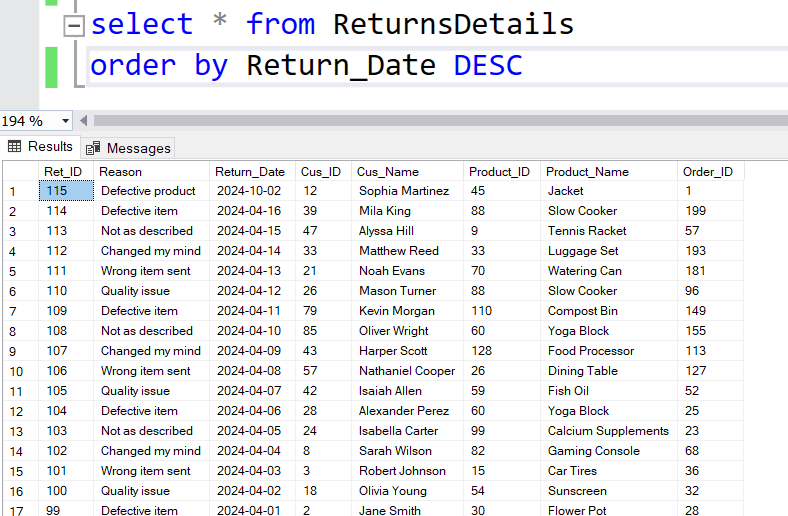 select * from ReturnsDetails
order by Return_Date DESC
194 %
Results Messages
Ret_ID Reason Return_Date Cus_ID Cus_Name Product_ID Product_Name Order_ID
1 115 Defective product 2024-10-02 12 Sophia Martinez 45 Jacket 1
2 114 Defective item 2024-04-16 39 Mila King 88 Slow Cooker 199
3 113 Not as described 2024-04-15 47 Alyssa Hill 9 Tennis Racket 57
4 112 Changed my mind 2024-04-14 33 Matthew Reed 33 Luggage Set 193
5 111 Wrong item sent 2024-04-13 21 Noah Evans 70 Watering Can 181
6 110 Quality issue 2024-04-12 26 Mason Turner 88 Slow Cooker 96
7 109 Defective item 2024-04-11 79 Kevin Morgan 110 Compost Bin 149
8 108 Not as described 2024-04-10 85 Oliver Wright 60 Yoga Block 155
9 107 Changed my mind 2024-04-09 43 Harper Scott 128 Food Processor 113
10 106 Wrong item sent 2024-04-08 57 Nathaniel Cooper 26 Dining Table 127
11 105 Quality issue 2024-04-07 42 Isaiah Allen 59 Fish Oil 52
12 104 Defective item 2024-04-06 28 Alexander Perez 60 Yoga Block 25
13 103 Not as described 2024-04-05 24 Isabella Carter 99 Calcium Supplements 23
14 102 Changed my mind 2024-04-04 8 Sarah Wilson 82 Gaming Console 68
15 101 Wrong item sent 2024-04-03 3 Robert Johnson 15 Car Tires 36
16 100 Quality issue 2024-04-02 18 Olivia Young 54 Sunscreen 32
17 99 Defective item 2024-04-01 2 Jane Smith 30 Flower Pot 28